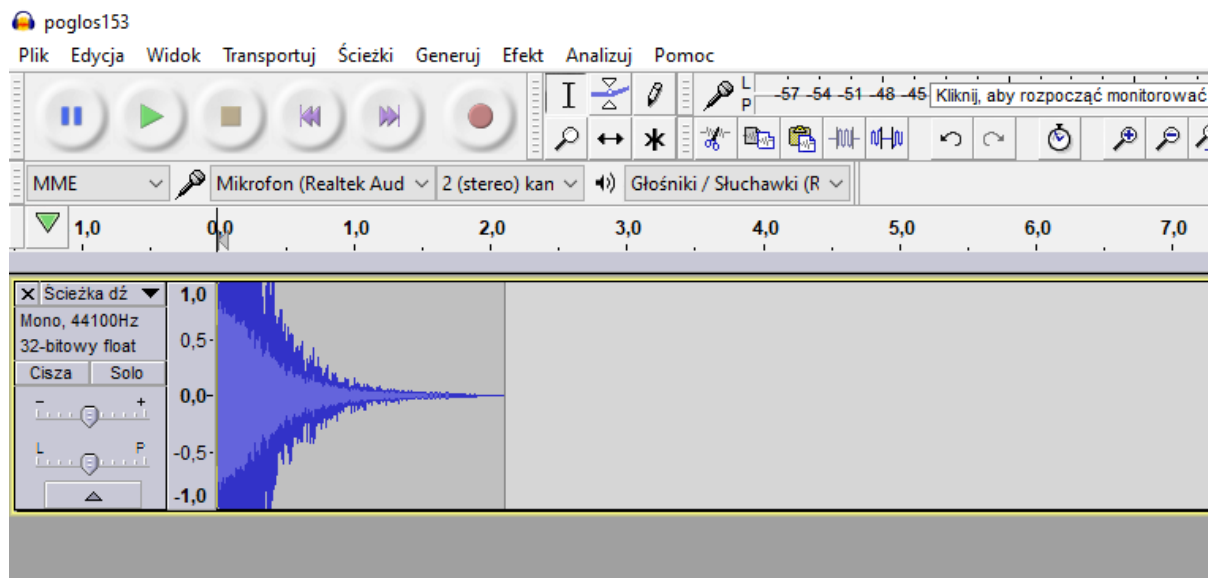 poglos153
Plik Edycja Widok Transportuj Ścieżki Generuj Efekt Analizuj Pomoc
L
P
-57 -54 -51 -48 -45 Kliknij, aby rozpocząć monitorować
MME Mikrofon (Realtek Aud 2 (stereo) kan Głośniki / Słuchawki (R
1,0 0,0 1,0 2,0 3,0 4,0 5,0 6,0 7,0
X Ścieżka dź 1,0
Mono, 44100Hz
32-bitowy float 0,5-
Cisza Solo
- + 0,0-
L P -0,5-
-1,0